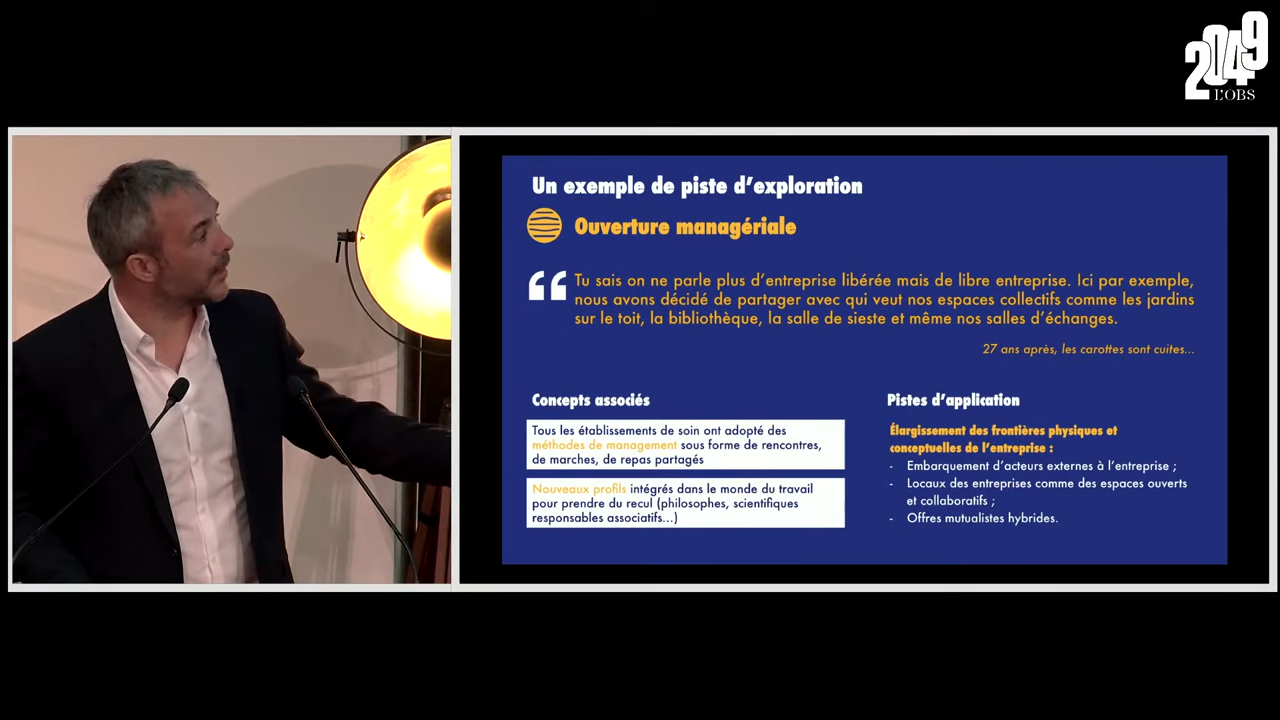 2049
L'OBS
Un exemple de piste d'exploration
Ouverture managériale
“ Tu sais on ne parle plus d'entreprise libérée mais de libre entreprise. Ici par exemple,
nous avons décidé de partager avec qui veut nos espaces collectifs comme les jardins
sur le toit, la bibliothèque, la salle de sieste et même nos salles d'échanges.
27 ans après, les carottes sont cuites...
Concepts associés
Tous les établissements de soin ont adopté des
méthodes de management sous forme de rencontres,
de marches, de repas partagés
Nouveaux profils intégrés dans le monde du travail
pour prendre du recul (philosophes, scientifiques
responsables associatifs...)
Pistes d'application
Élargissement des frontières physiques et
conceptuelles de l'entreprise :
- Embarquement d'acteurs externes à l'entreprise ;
- Locaux des entreprises comme des espaces ouverts
et collaboratifs ;
- Offres mutualistes hybrides.